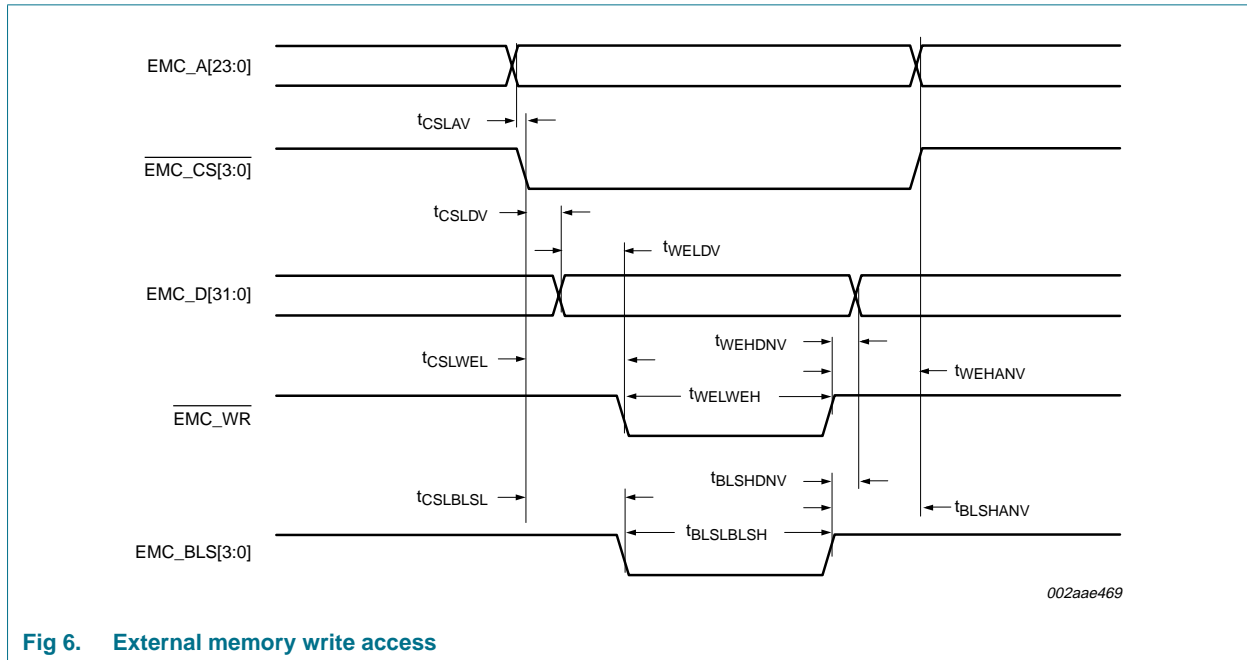 EMC_A[23:0]
tCSLAV
EMC_CS[3:0]
tCSLDV
tWELDV
EMC_D[31:0]
tWEHDNV
tCSLWEL
tWEHANV
tWELWEH
EMC_WR
tBLSHDNV
tCSLBLSL
tBLSHANV
tBLSLBLSH
EMC_BLS[3:0]
002aae469
Fig 6. External memory write access